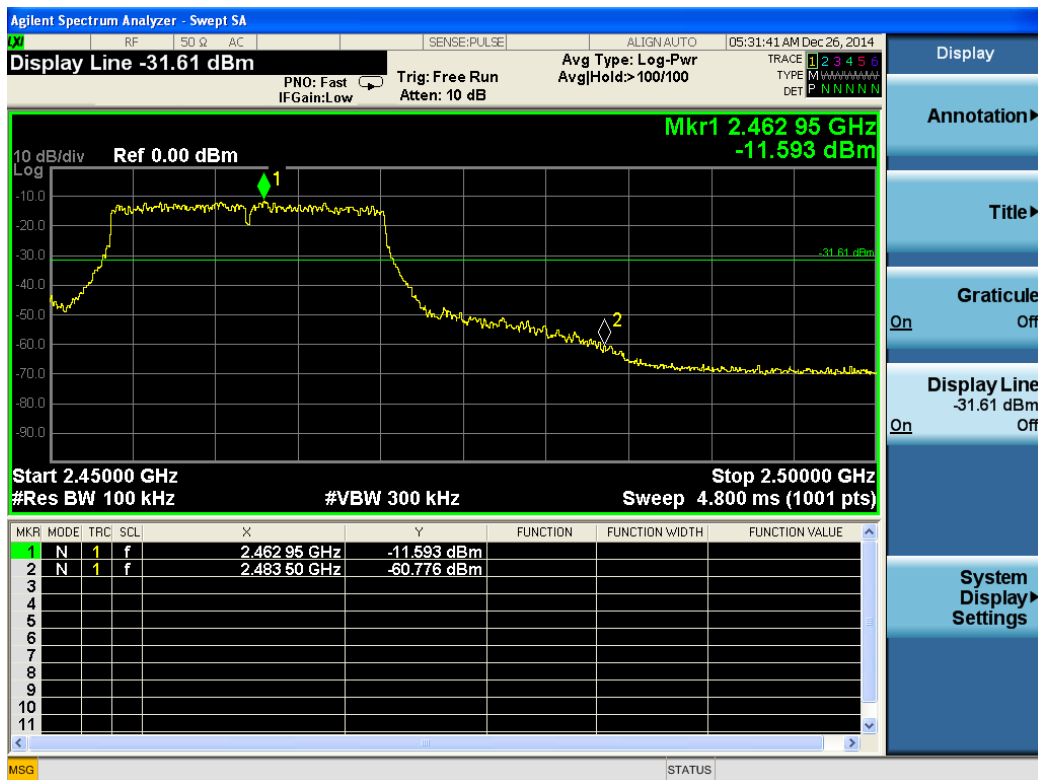 Agilent Spectrum Analyzer - Swept SA
LXI RF 50 Ω AC SENSE:PULSE ALIGN AUTO 05:31:41 AM Dec 26, 2014
Display Line -31.61 dBm
PNO: Fast
IFGain:Low
Trig: Free Run
Atten: 10 dB
Avg Type: Log-Pwr
Avg|Hold:>100/100
TRACE 1 2 3 4 5 6
TYPE M
DET P N N N N N
Mkr1 2.462 95 GHz
-11.593 dBm
10 dB/div Ref 0.00 dBm
Log
1
-10.0
-20.0
-30.0
-31.61 dBm
-40.0
-50.0
2
-60.0
-70.0
-80.0
-90.0
Start 2.45000 GHz Stop 2.50000 GHz
#Res BW 100 kHz #VBW 300 kHz Sweep 4.800 ms (1001 pts)
MKR MODE TRC SCL X Y FUNCTION FUNCTION WIDTH FUNCTION VALUE
1 N 1 f 2.462 95 GHz -11.593 dBm
2 N 1 f 2.483 50 GHz -60.776 dBm
3
4
5
6
7
8
9
10
11
MSG STATUS
Display
Annotation
Title
Graticule
On Off
Display Line
-31.61 dBm
On Off
System
Display
Settings